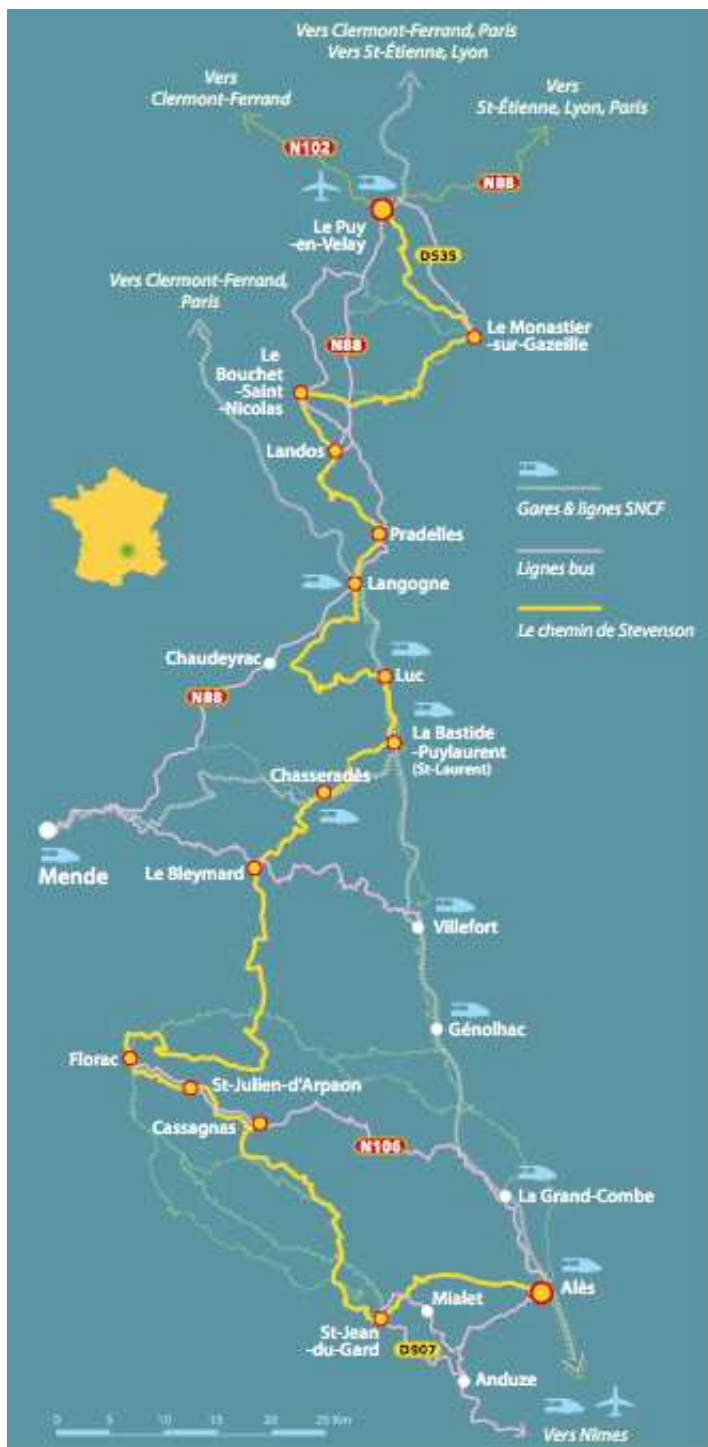 Vers Clermont-Ferrand, Paris
Vers St-Étienne, Lyon
Vers
Clermont-Ferrand
Vers
St-Étienne, Lyon, Paris
N102
N88
Le Puy
-en-Velay
D535
Vers Clermont-Ferrand,
Paris
Le Monastier
-sur-Gazeille
N88
Le
Bouchet
-Saint
-Nicolas
Landos
Gares & lignes SNCF
Pradelles
Lignes bus
Langogne
Le chemin de Stevenson
Chaudeyrac
Luc
N88
La Bastide
-Puylaurent
(St-Laurent)
Chasseradès
Mende
Le Bleymard
Villefort
Génolhac
Florac
St-Julien-d'Arpaon
Cassagnas
N106
La Grand-Combe
Alès
Mialet
St-Jean
-du-Gard
D907
Anduze
0 5 10 15 20 25 Km
Vers Nîmes